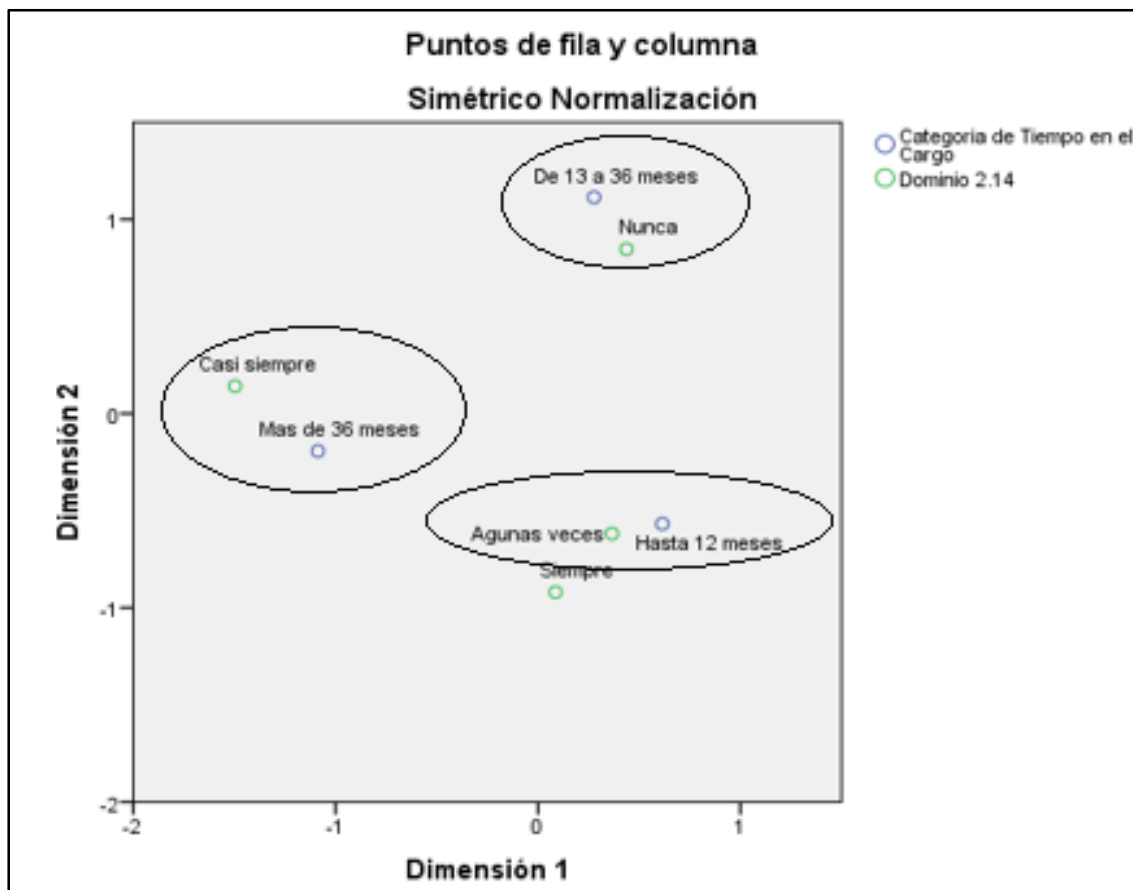 Puntos de fila y columna
Simétrico Normalización
Categoria de Tiempo en el
Cargo
Dominio 2.14
De 13 a 36 meses
Nunca
Casi siempre
Mas de 36 meses
Agunas veces
Hasta 12 meses
Siempre
Dimensión 2
1
0
-1
-2
-2
-1
0
1
Dimensión 1